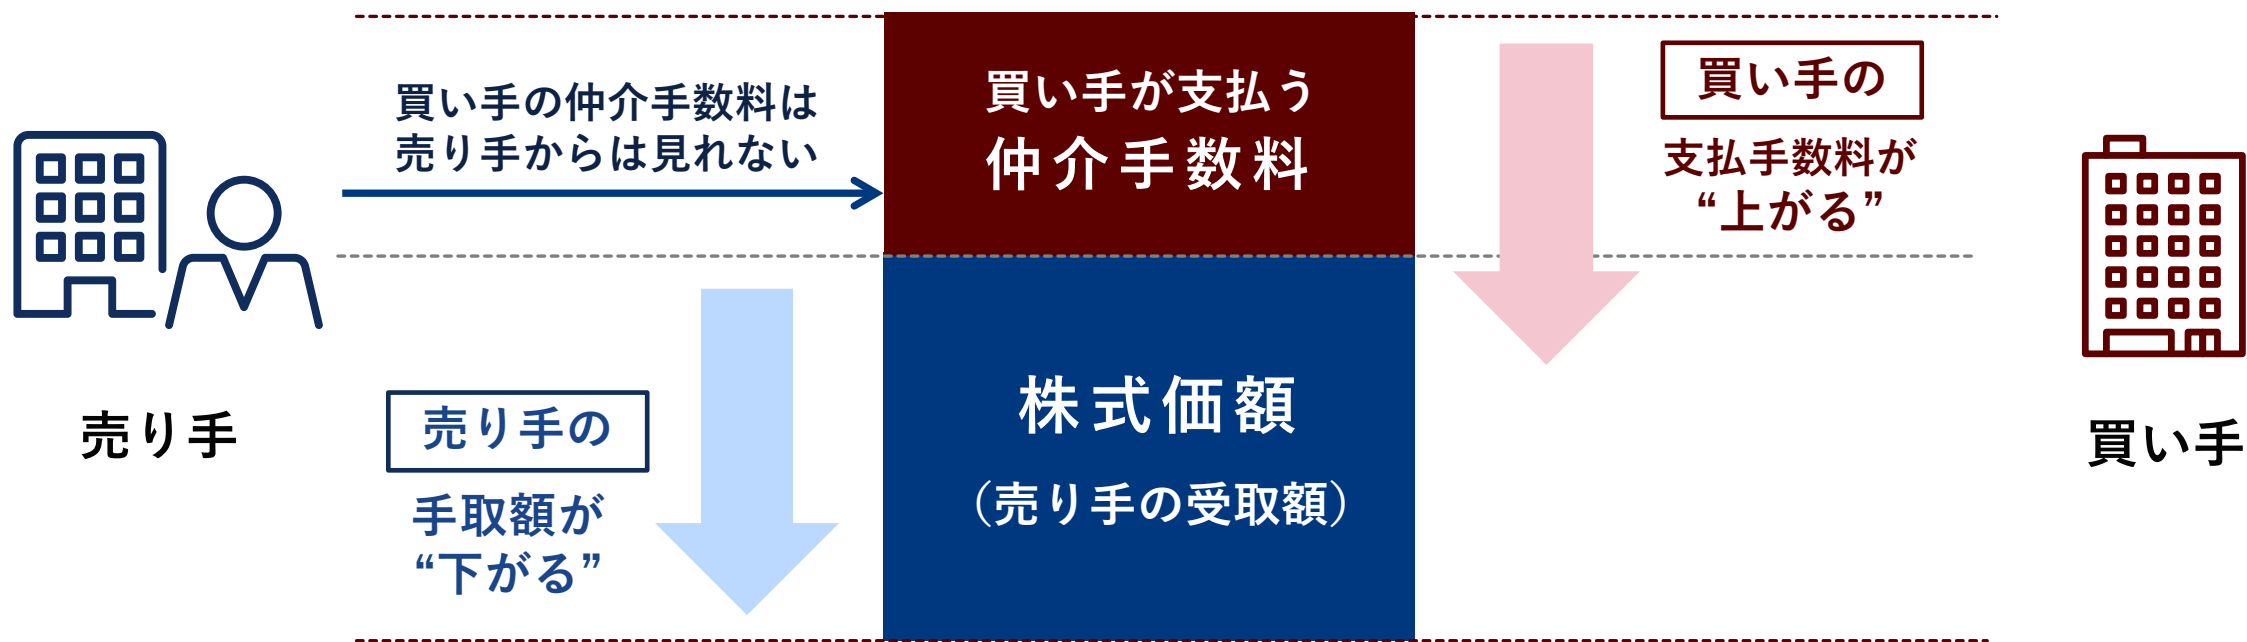 買い手の仲介手数料は
売り手からは見れない
売り手
売り手の
手取額が
“下がる”
買い手が支払う
仲介手数料
株式価額
（売り手の受取額）
買い手の
支払手数料が
“上がる”
買い手